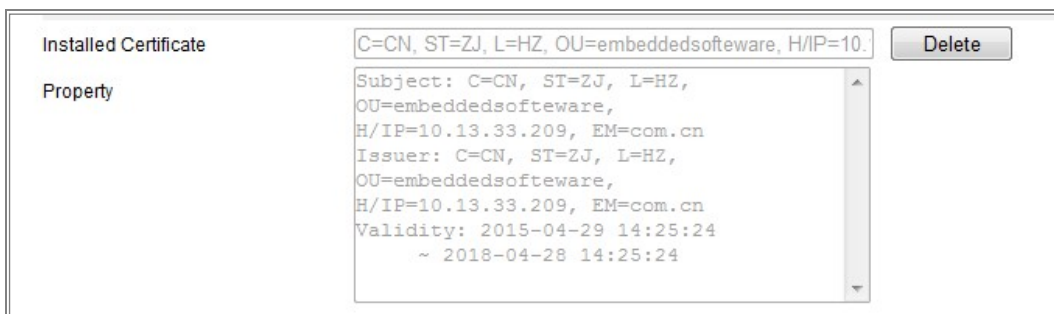 Installed Certificate C=CN, ST=ZJ, L=HZ, OU=embeddedsofteware, H/IP=10. Delete
Property
Subject: C=CN, ST=ZJ, L=HZ,
OU=embeddedsofteware,
H/IP=10.13.33.209, EM=com.cn
Issuer: C=CN, ST=ZJ, L=HZ,
OU=embeddedsofteware,
H/IP=10.13.33.209, EM=com.cn
Validity: 2015-04-29 14:25:24
~ 2018-04-28 14:25:24